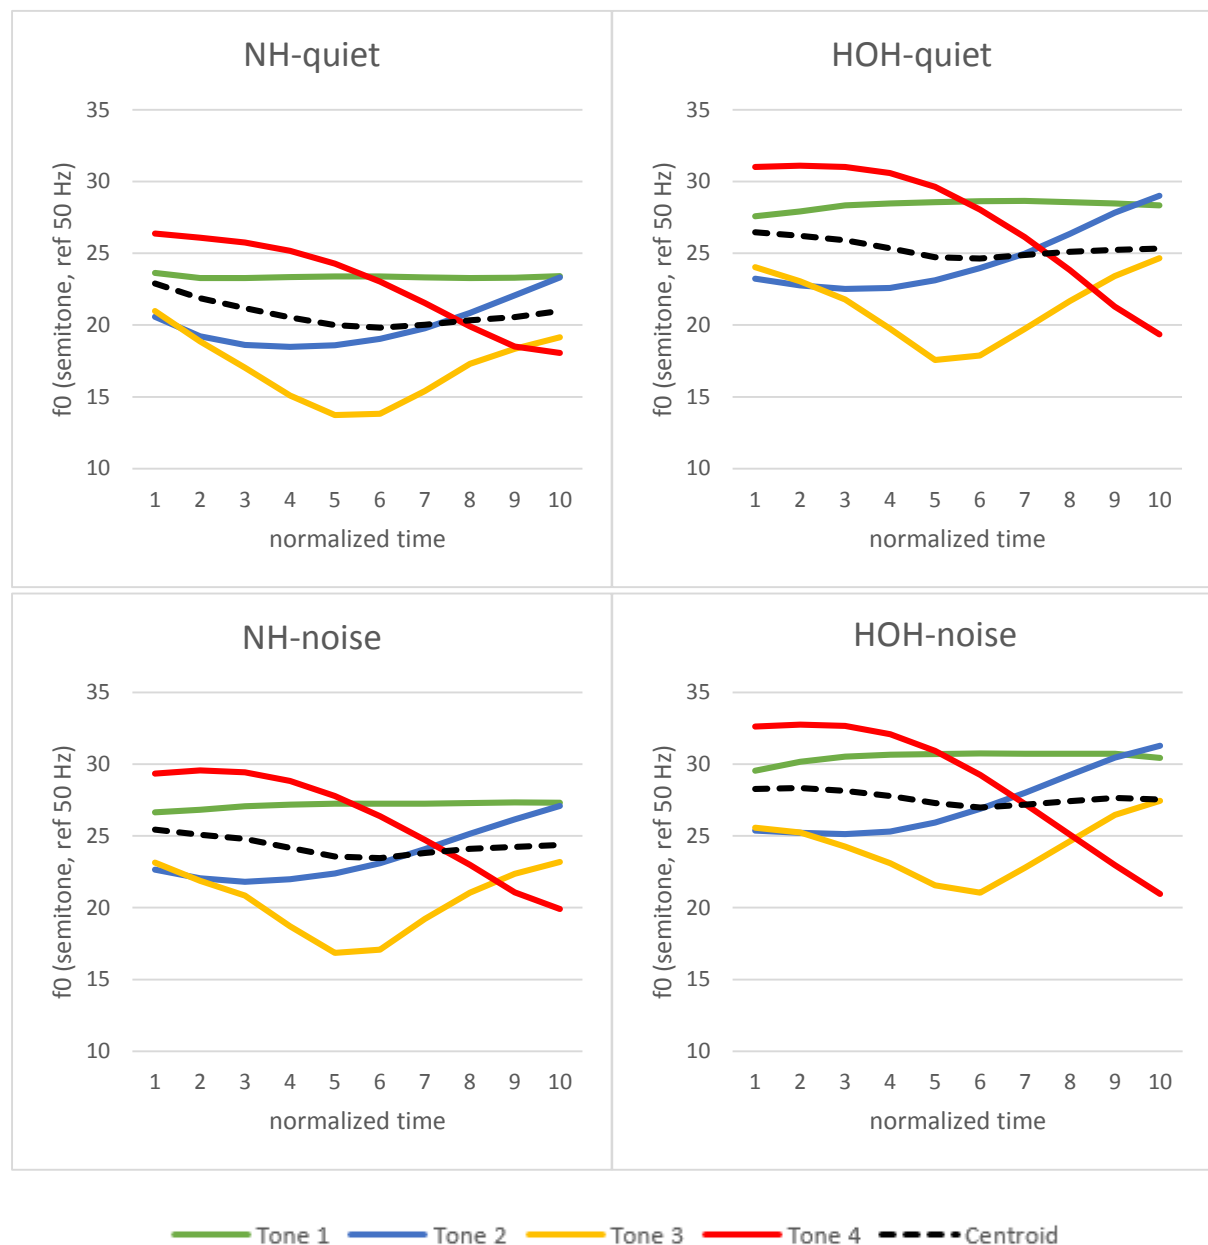 NH-quiet
f0 (semitone, ref 50 Hz)
35
30
25
20
15
10
1 2 3 4 5 6 7 8 9 10
normalized time
HOH-quiet
f0 (semitone, ref 50 Hz)
35
30
25
20
15
10
1 2 3 4 5 6 7 8 9 10
normalized time
NH-noise
f0 (semitone, ref 50 Hz)
35
30
25
20
15
10
1 2 3 4 5 6 7 8 9 10
normalized time
HOH-noise
f0 (semitone, ref 50 Hz)
35
30
25
20
15
10
1 2 3 4 5 6 7 8 9 10
normalized time
Tone 1 Tone 2 Tone 3 Tone 4 Centroid